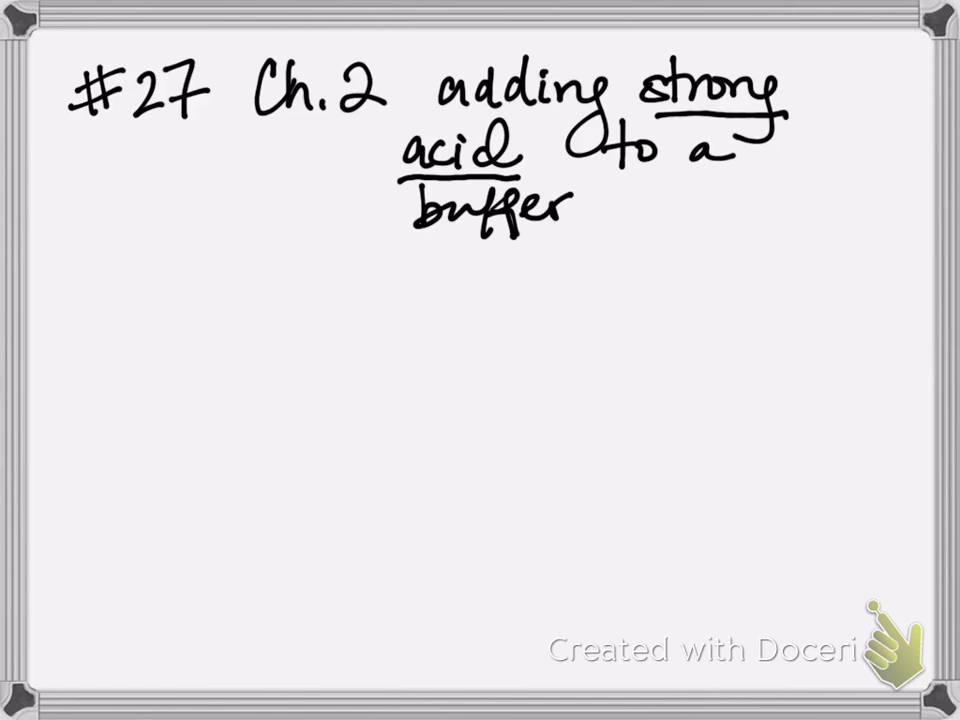 #27 Ch. 2 adding strong
acid to a
buffer
Created with Doceri